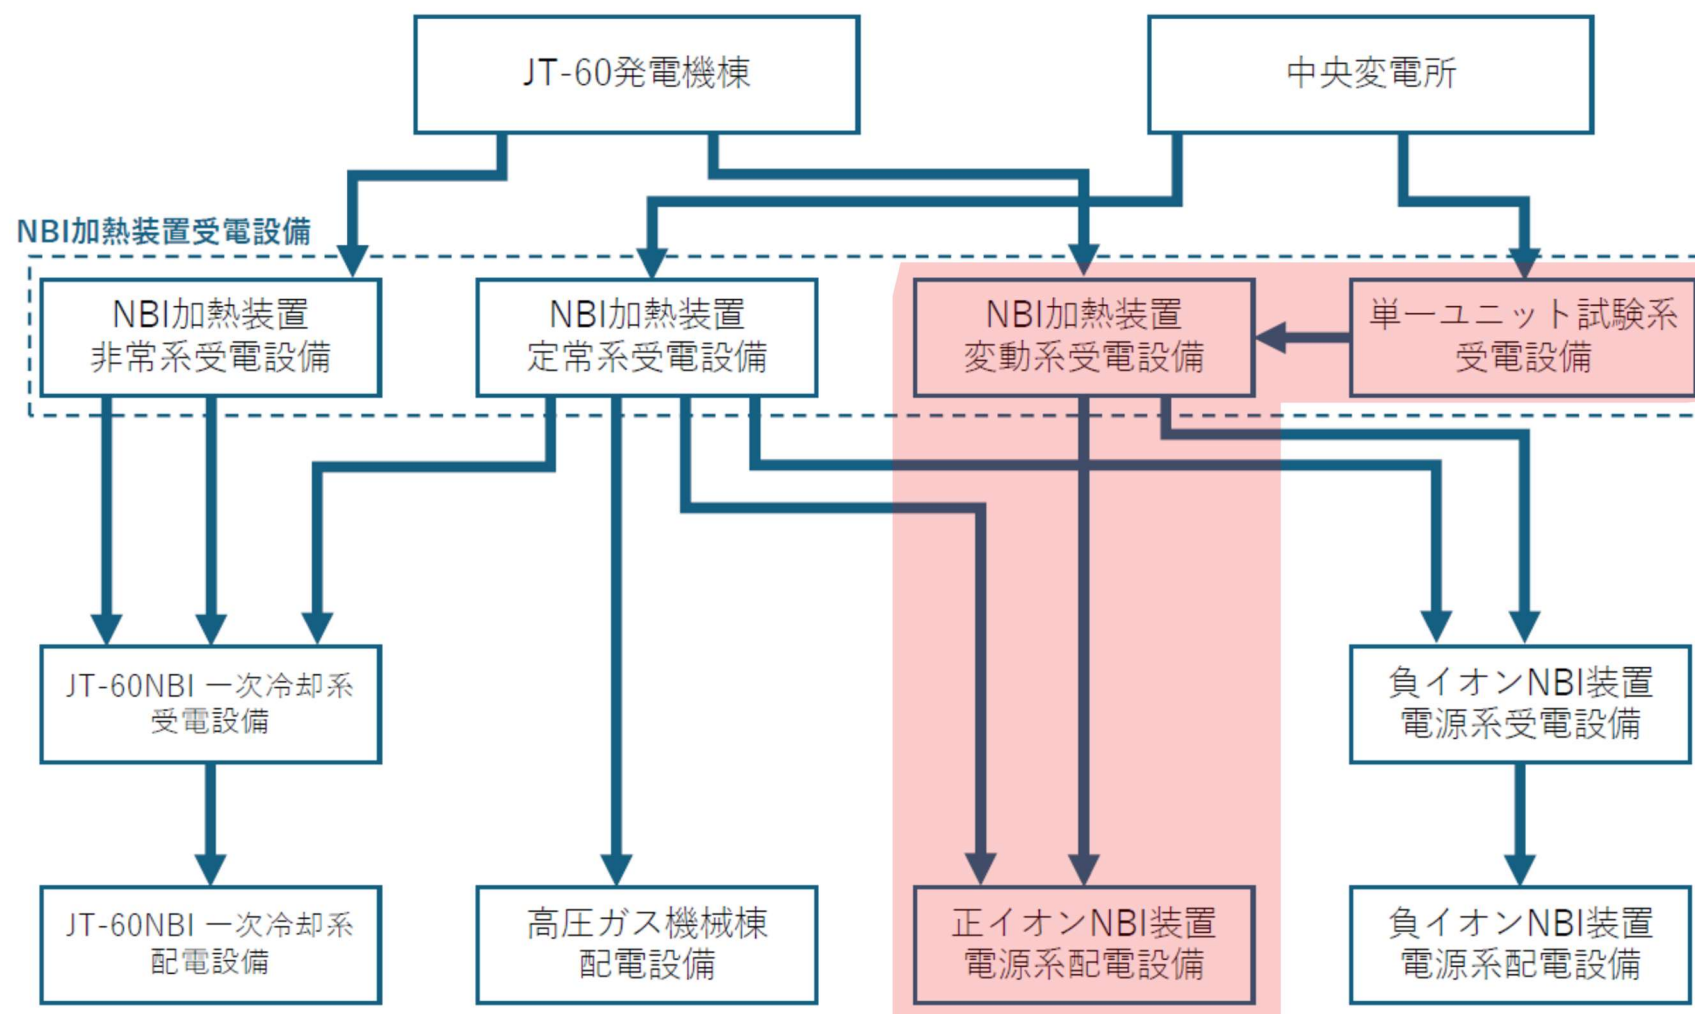 JT-60発電機棟
中央変電所
NBI加熱装置受電設備
NBI加熱装置
非常系受電設備
NBI加熱装置
定常系受電設備
NBI加熱装置
変動系受電設備
単一ユニット試験系
受電設備
JT-60NBI 一次冷却系
受電設備
負イオンNBI装置
電源系受電設備
JT-60NBI 一次冷却系
配電設備
高圧ガス機械棟
配電設備
正イオンNBI装置
電源系配電設備
負イオンNBI装置
電源系配電設備